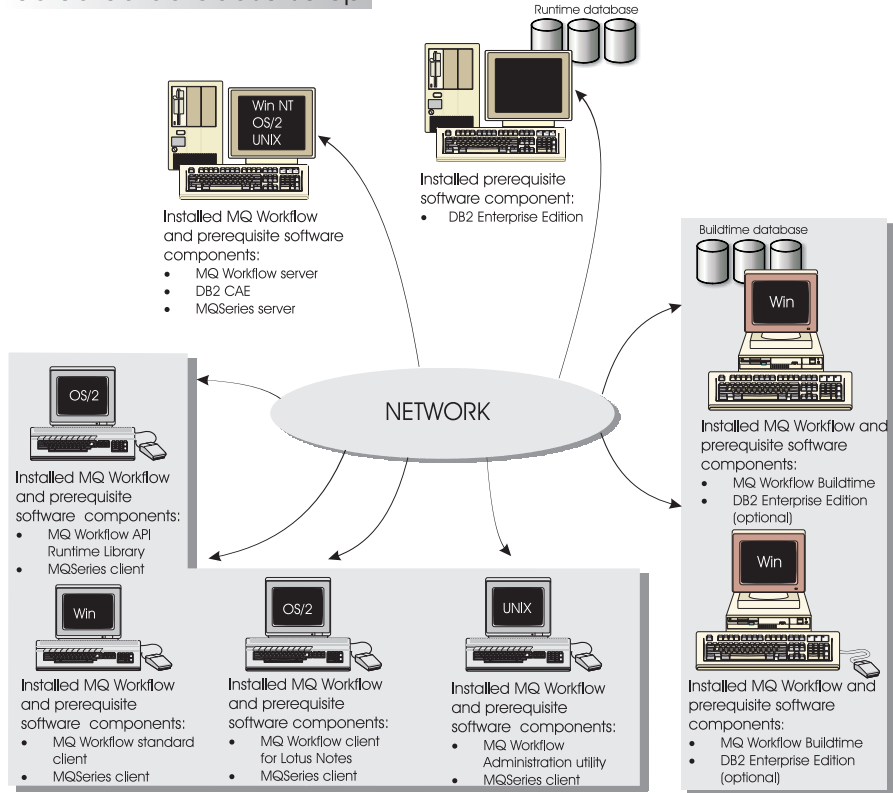 Runtime database
Win NT
OS/2
UNIX
Installed MQ Workflow
and prerequisite software
components:
• MQ Workflow server
• DB2 CAE
• MQSeries server
Installed prerequisite
software component:
• DB2 Enterprise Edition
Buildtime database
Win
Installed MQ Workflow and
prerequisite software
components:
• MQ Workflow Buildtime
• DB2 Enterprise Edition
(optional)
Win
Installed MQ Workflow and
prerequisite software
components:
• MQ Workflow Buildtime
• DB2 Enterprise Edition
(optional)
NETWORK
OS/2
Installed MQ Workflow
and prerequisite
software components:
• MQ Workflow API
Runtime Library
• MQSeries client
Win
Installed MQ Workflow
and prerequisite
software components:
• MQ Workflow standard
client
• MQSeries client
OS/2
Installed MQ Workflow
and prerequisite
software components:
• MQ Workflow client
for Lotus Notes
• MQSeries client
UNIX
Installed MQ Workflow
and prerequisite
software components:
• MQ Workflow
Administration utility
• MQSeries client